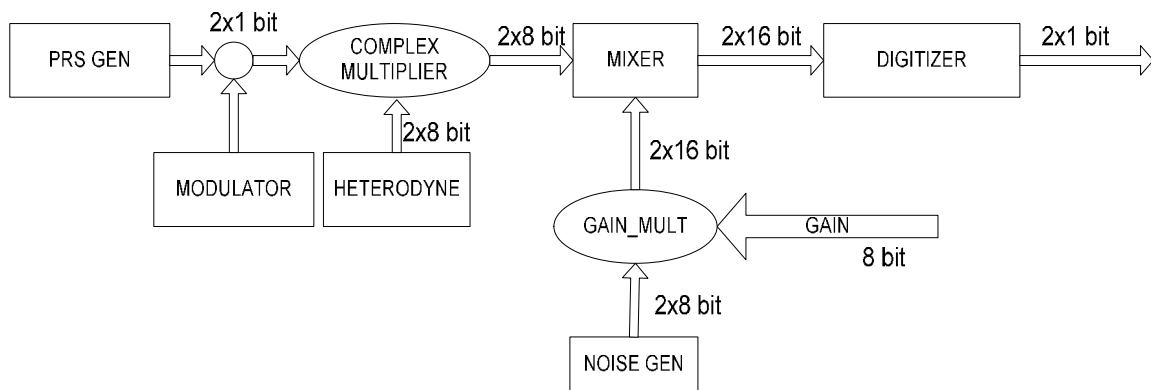 2x1 bit
PRS GEN
COMPLEX
MULTIPLIER
2x8 bit
MIXER
2x16 bit
DIGITIZER
2x1 bit
2x8 bit
MODULATOR
HETERODYNE
2x16 bit
GAIN_MULT
GAIN
8 bit
2x8 bit
NOISE GEN